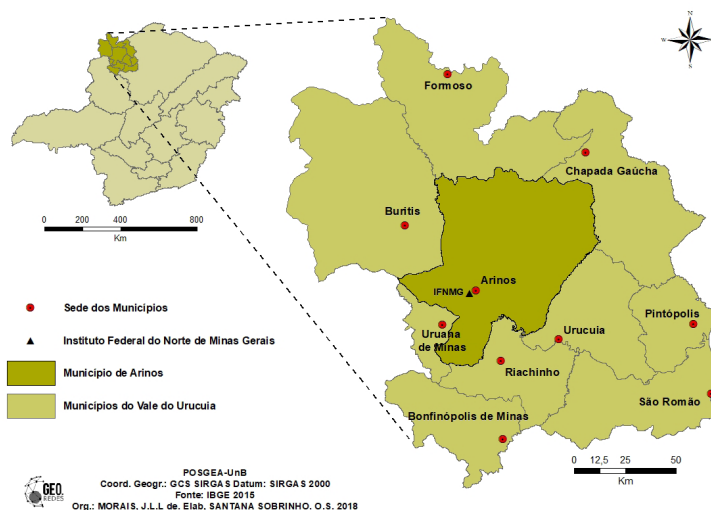 N
W
E
S
Formoso
Chapada Gaúcha
Buritis
0 200 400 800
Km
Arinos
IFNMG
Sede dos Municípios
Pintópolis
Uruana
de Minas
Urucuia
Instituto Federal do Norte de Minas Gerais
Riachinho
Município de Arinos
São Romão
Municípios do Vale do Urucuia
Bonfinópolis de Minas
0 12,5 25 50
Km
POSGEA-UnB
Coord. Geogr.: GCS SIRGAS Datum: SIRGAS 2000
Fonte: IBGE 2015
Org.: MORAIS, J.L.L de. Elab. SANTANA SOBRINHO. O.S. 2018
GEO.
REDES